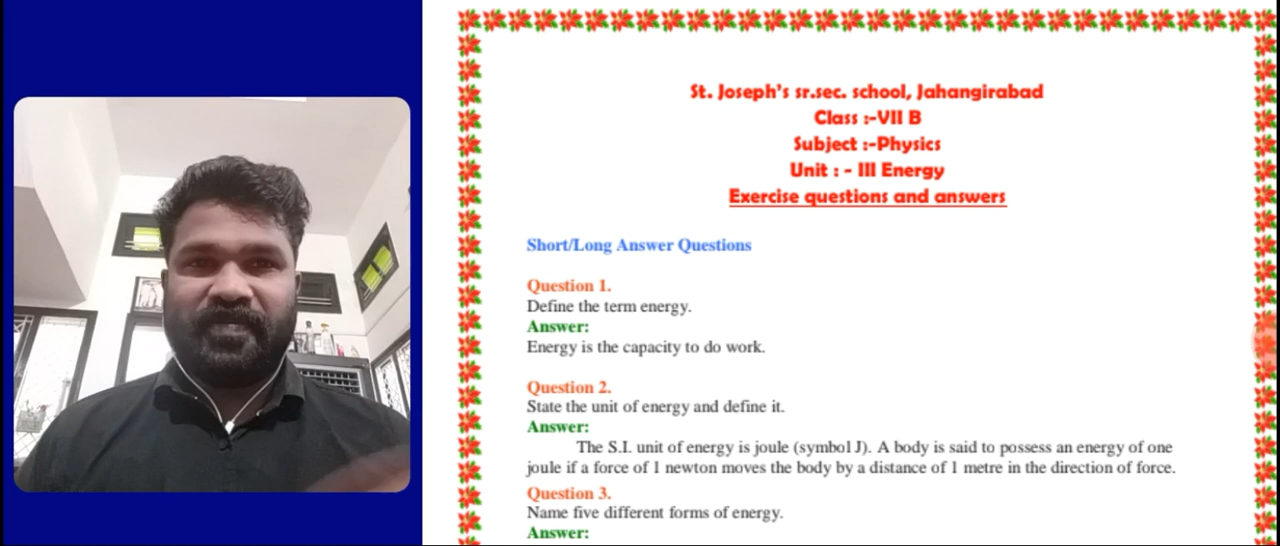 St. Joseph's sr.sec. school, Jahangirabad
Class :-VII B
Subject :-Physics
Unit : - III Energy
Exercise questions and answers
Short/Long Answer Questions
Question 1.
Define the term energy.
Answer:
Energy is the capacity to do work.
Question 2.
State the unit of energy and define it.
Answer:
The S.I. unit of energy is joule (symbol J). A body is said to possess an energy of one
joule if a force of 1 newton moves the body by a distance of 1 metre in the direction of force.
Question 3.
Name five different forms of energy.
Answer: